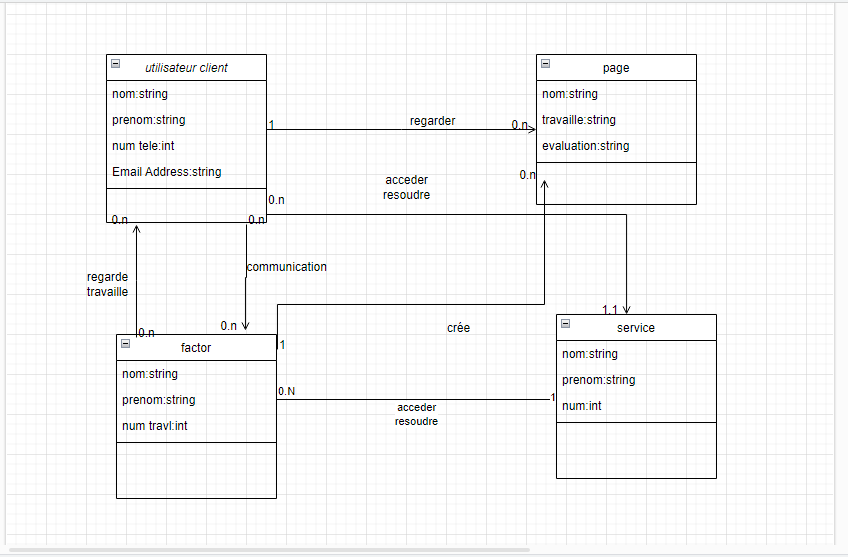 utilisateur client
nom:string
prenom:string
num tele:int
Email Address:string
page
nom:string
travaille:string
evaluation:string
1
regarder
0.n
0.n
acceder
resoudre
0.n
0.n
0.n
regarde
travaille
communication
0.n
0.n
1
crée
1.1
factor
nom:string
prenom:string
num travl:int
0.N
acceder
resoudre
1
service
nom:string
prenom:string
num:int